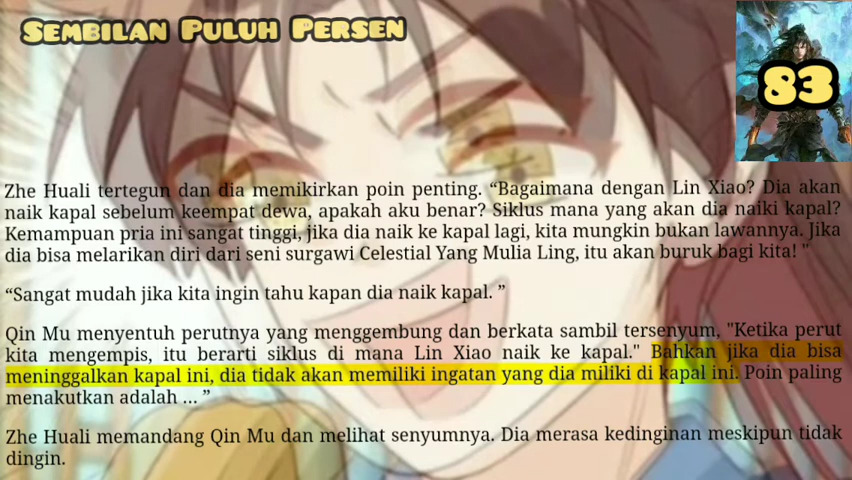 Sembilan Puluh Persen
83
Zhe Huali tertegun dan dia memikirkan poin penting. “Bagaimana dengan Lin Xiao? Dia akan
naik kapal sebelum keempat dewa, apakah aku benar? Siklus mana yang akan dia naiki kapal?
Kemampuan pria ini sangat tinggi, jika dia naik ke kapal lagi, kita mungkin bukan lawannya. Jika
dia bisa melarikan diri dari seni surgawi Celestial Yang Mulia Ling, itu akan buruk bagi kita! "
“Sangat mudah jika kita ingin tahu kapan dia naik kapal. ”
Qin Mu menyentuh perutnya yang menggembung dan berkata sambil tersenyum, "Ketika perut
kita mengempis, itu berarti siklus di mana Lin Xiao naik ke kapal." Bahkan jika dia bisa
meninggalkan kapal ini, dia tidak akan memiliki ingatan yang dia miliki di kapal ini. Poin paling
menakutkan adalah ... ”
Zhe Huali memandang Qin Mu dan melihat senyumnya. Dia merasa kedinginan meskipun tidak
dingin.